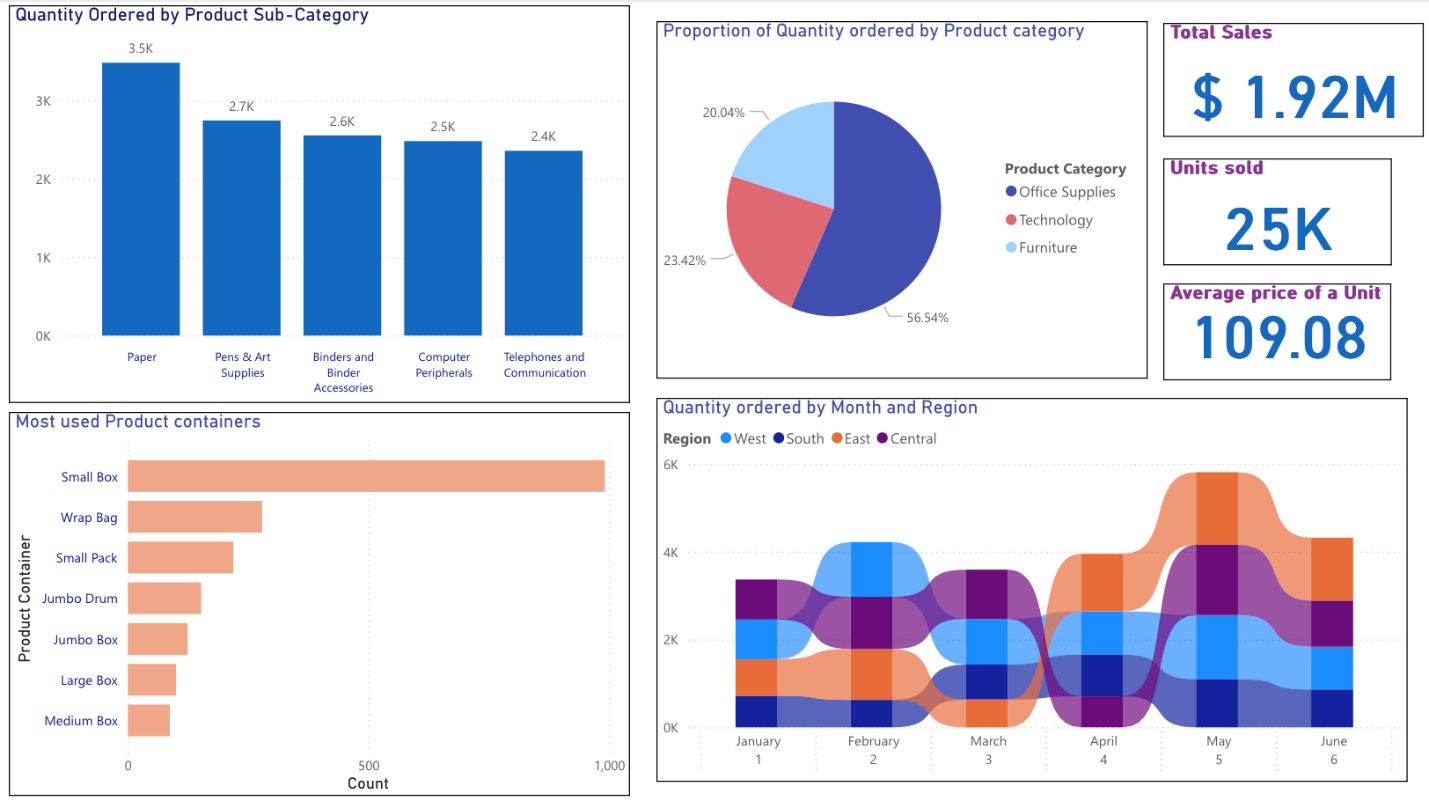 Quantity Ordered by Product Sub-Category
3.5K
2.7K
2.6K
2.5K
2.4K
3K
2K
1K
0K
Paper
Pens & Art
Supplies
Binders and
Binder
Accessories
Computer
Peripherals
Telephones and
Communication
Proportion of Quantity ordered by Product category
20.04%
23.42%
56.54%
Product Category
Office Supplies
Technology
Furniture
Total Sales
$ 1.92M
Units sold
25K
Average price of a Unit
109.08
Most used Product containers
Product Container
Small Box
Wrap Bag
Small Pack
Jumbo Drum
Jumbo Box
Large Box
Medium Box
0 500 1,000
Count
Quantity ordered by Month and Region
Region West South East Central
6K
4K
2K
0K
January February March April May June
1 2 3 4 5 6